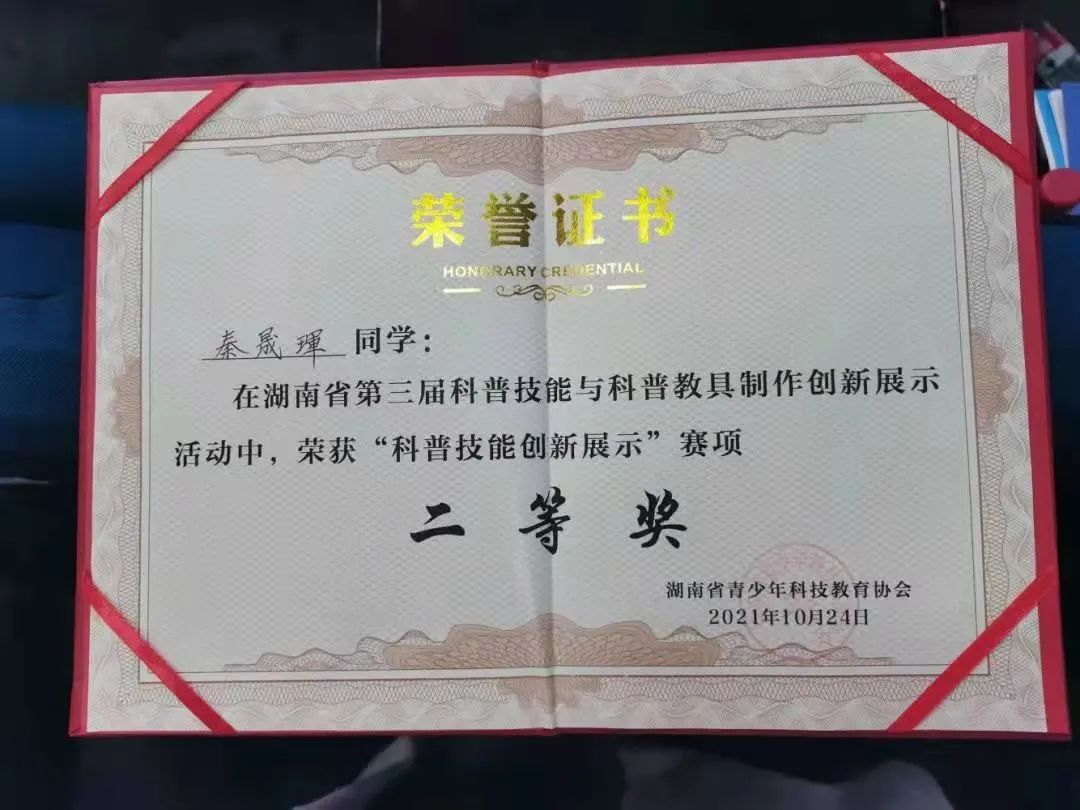 荣誉证书
HONORARY CREDENTIAL
秦晟琿 同学：
在湖南省第三届科普技能与科普教具制作创新展示
活动中，荣获“科普技能创新展示”赛项
二等奖
湖南省青少年科技教育协会
2021年10月24日